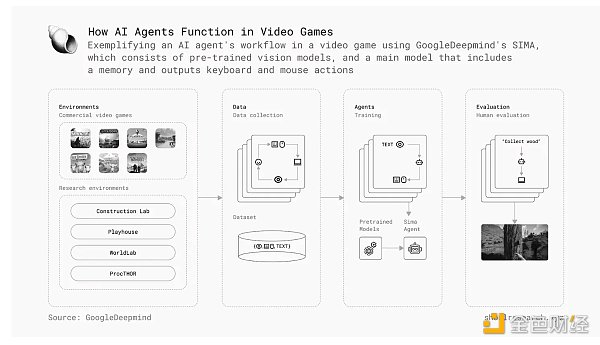 How AI Agents Function in Video Games
Exemplifying an AI agent's workflow in a video game using GoogleDeepmind's SIMA,
which consists of pre-trained vision models, and a main model that includes
a memory and outputs keyboard and mouse actions
Environments
Commercial video games
Research environments
Construction Lab
Playhouse
WorldLab
ProcTHOR
Data
Data collection
Dataset
TEXT)
Agents
Training
TEXT
Pretrained
Models
Sima
Agent
Evaluation
Human evaluation
"Collect wood"
Source: GoogleDeepmind
金色财经